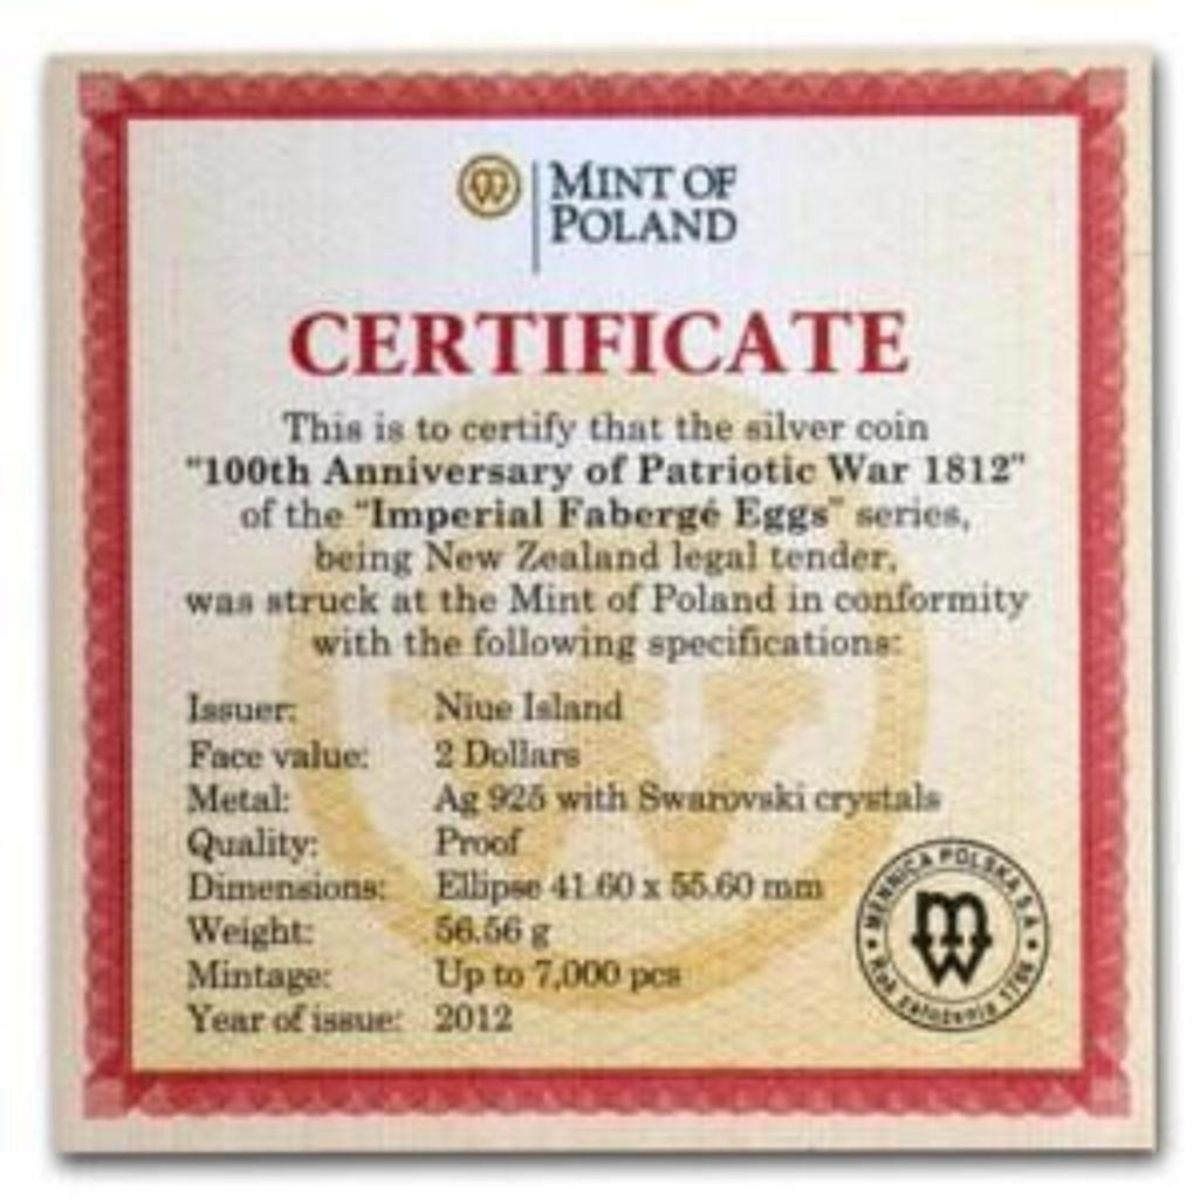 MINT OF
POLAND
CERTIFICATE
This is to certify that the silver coin
"100th Anniversary of Patriotic War 1812"
of the "Imperial Fabergé Eggs" series,
being New Zealand legal tender,
was struck at the Mint of Poland in conformity
with the following specifications:
Issuer: Niue Island
Face value: 2 Dollars
Metal: Ag 925 with Swarovski crystals
Quality: Proof
Dimensions: Ellipse 41.60 x 55.60 mm
Weight: 56.56 g
Mintage: Up to 7,000 pcs
Year of issue: 2012
MENNICA POLSKA S.A.
Rok założenia 1766